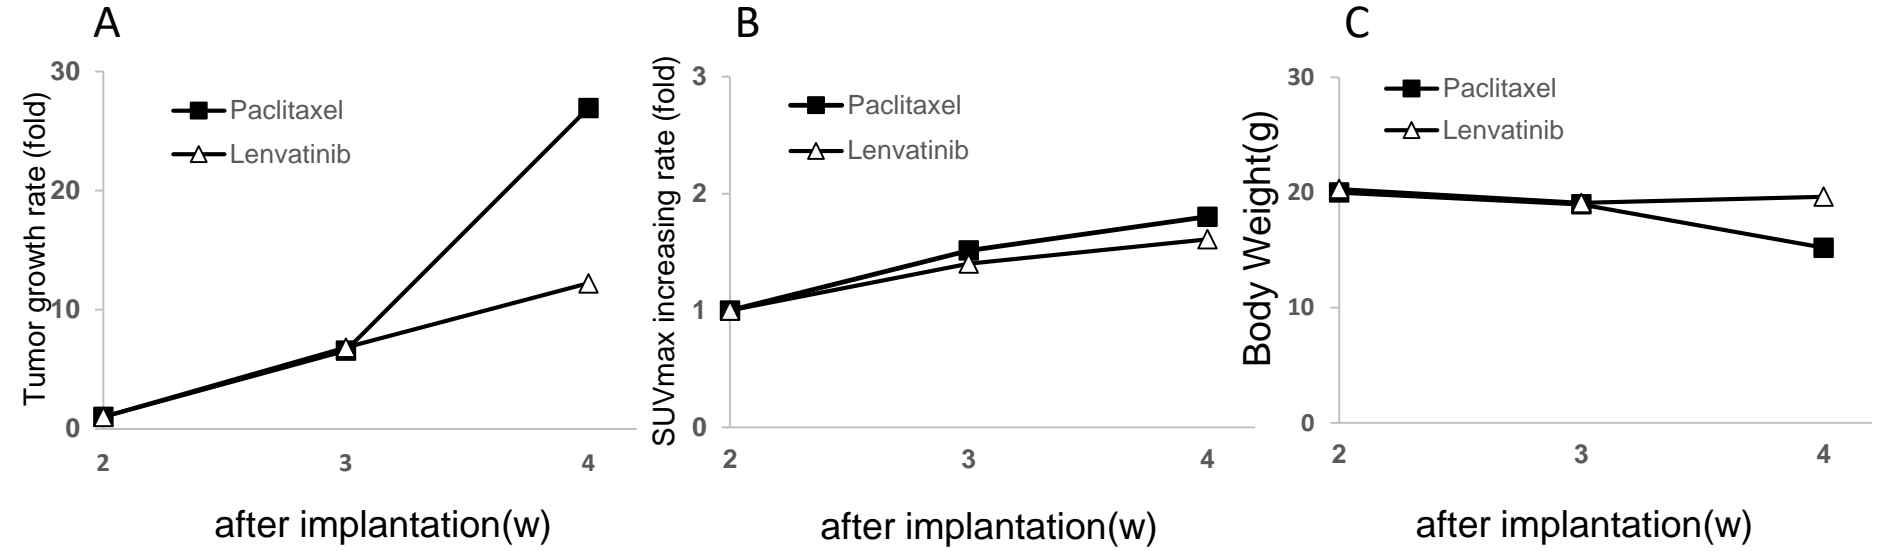 A
Tumor growth rate (fold)
30
20
10
0
Paclitaxel
Lenvatinib
2 3 4
after implantation(w)
B
SUVmax increasing rate (fold)
3
2
1
0
Paclitaxel
Lenvatinib
2 3 4
after implantation(w)
C
Body Weight(g)
30
20
10
0
Paclitaxel
Lenvatinib
2 3 4
after implantation(w)